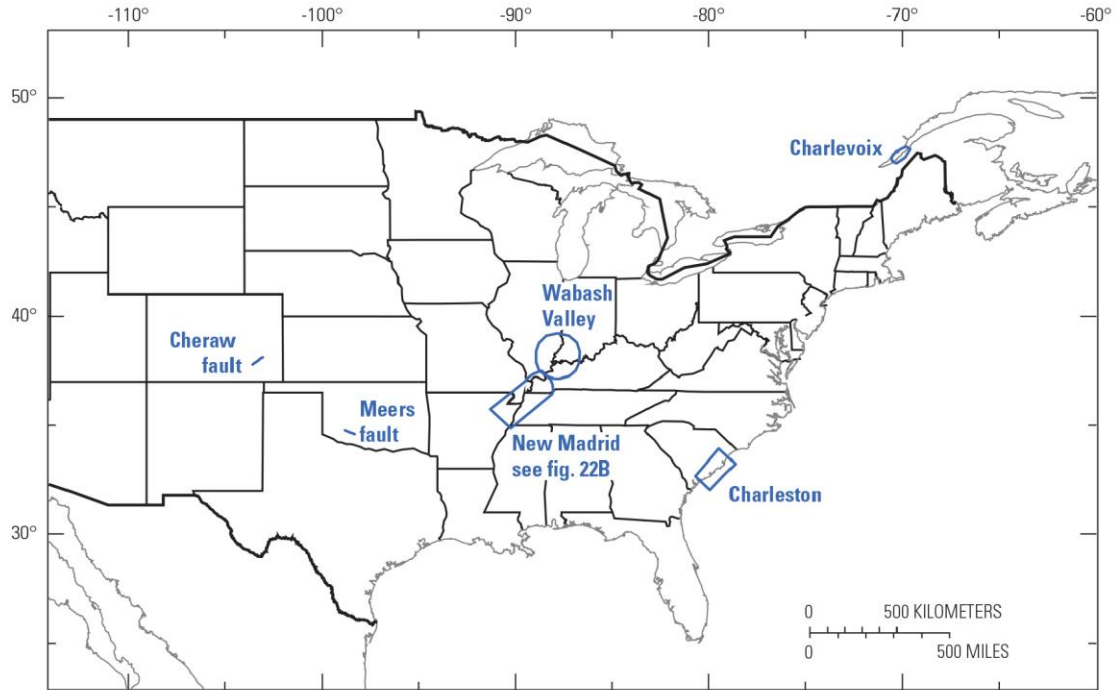 -110°
-100°
-90°
-80°
-70°
-60°
50°
Charlevoix
Wabash
Valley
40°
Cheraw
fault
Meers
fault
New Madrid
see fig. 22B
Charleston
30°
0 500 KILOMETERS
0 500 MILES